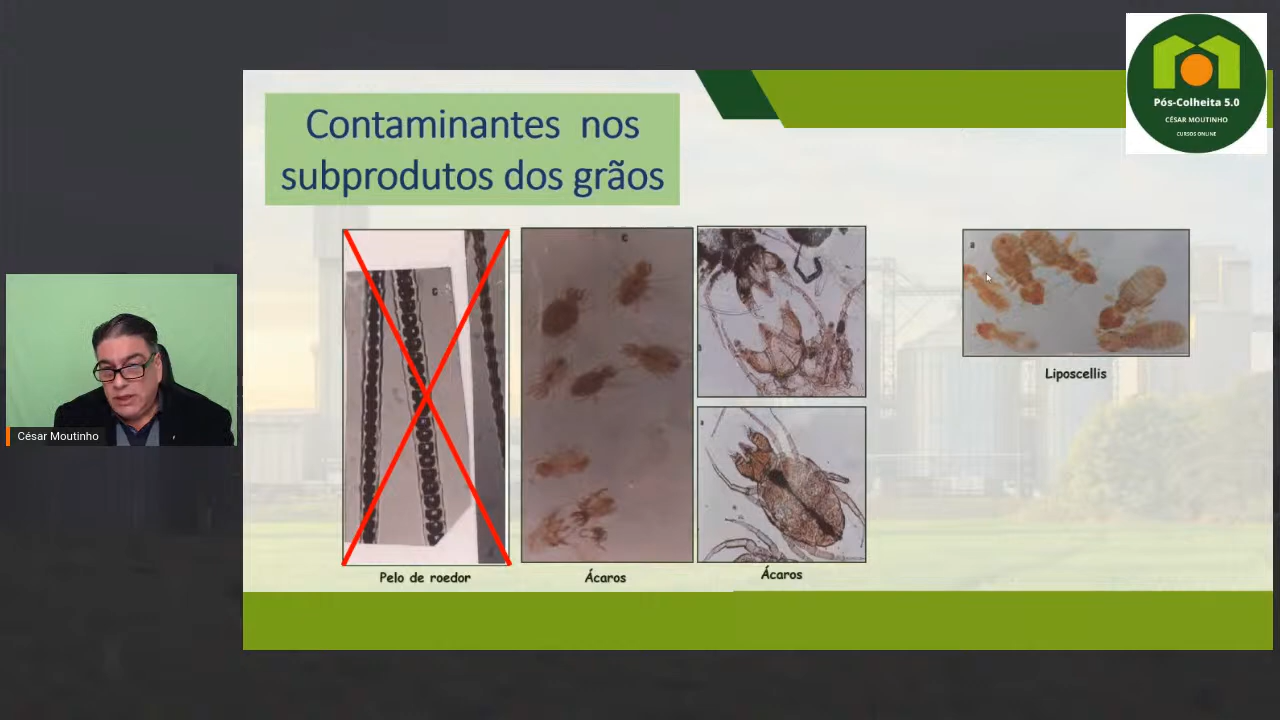 Pós-Colheita 5.0
CÉSAR MOUTINHO
CURSOS ONLINE
Contaminantes nos
subprodutos dos grãos
C
C
a
a
Liposcellis
César Moutinho
Pelo de roedor
Ácaros
Ácaros